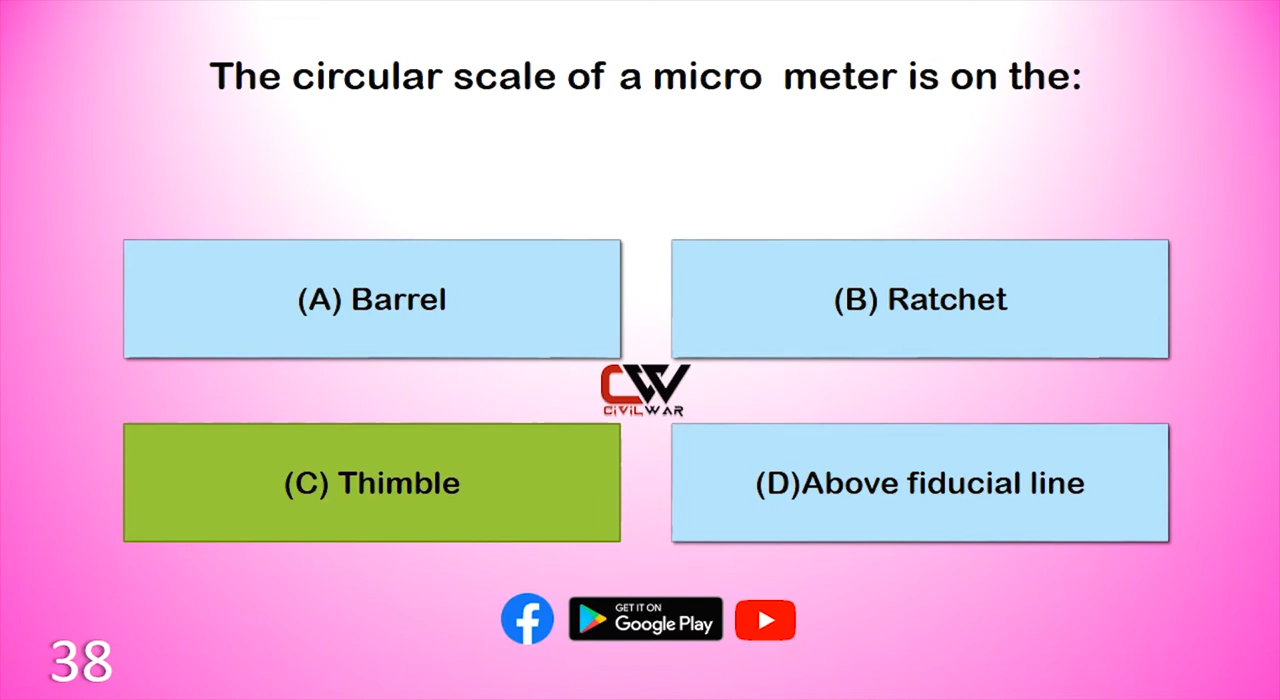 The circular scale of a micro  meter is on the:
(A) Barrel
(B) Ratchet
CW
CiViLWAR
(C) Thimble
(D)Above fiducial line
GET IT ON
Google Play
38